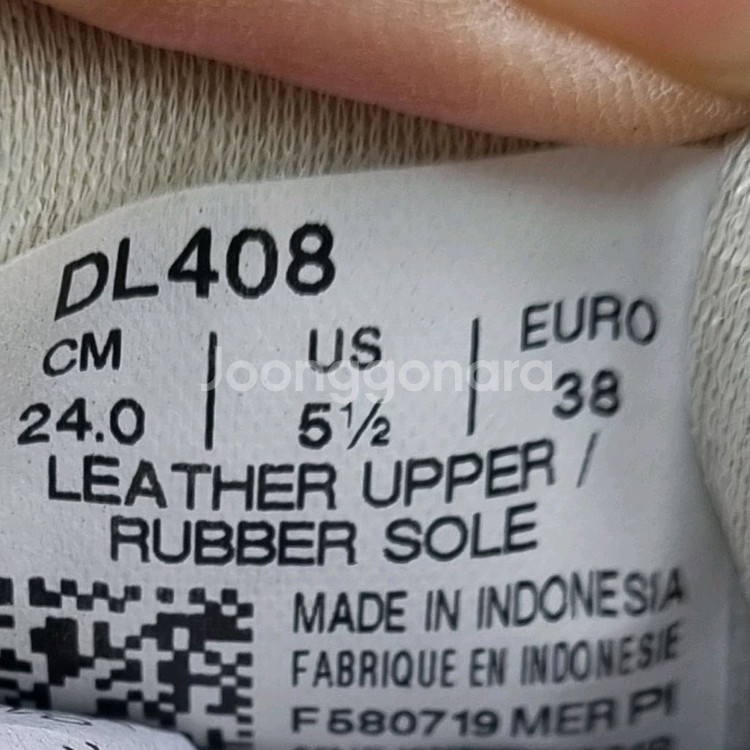 DL408
CM | US | EURO
24.0 | 5½ | 38
Joonggonara
LEATHER UPPER /
RUBBER SOLE
MADE IN INDONESIA
FABRIQUE EN INDONESIE
F580719 MER PI